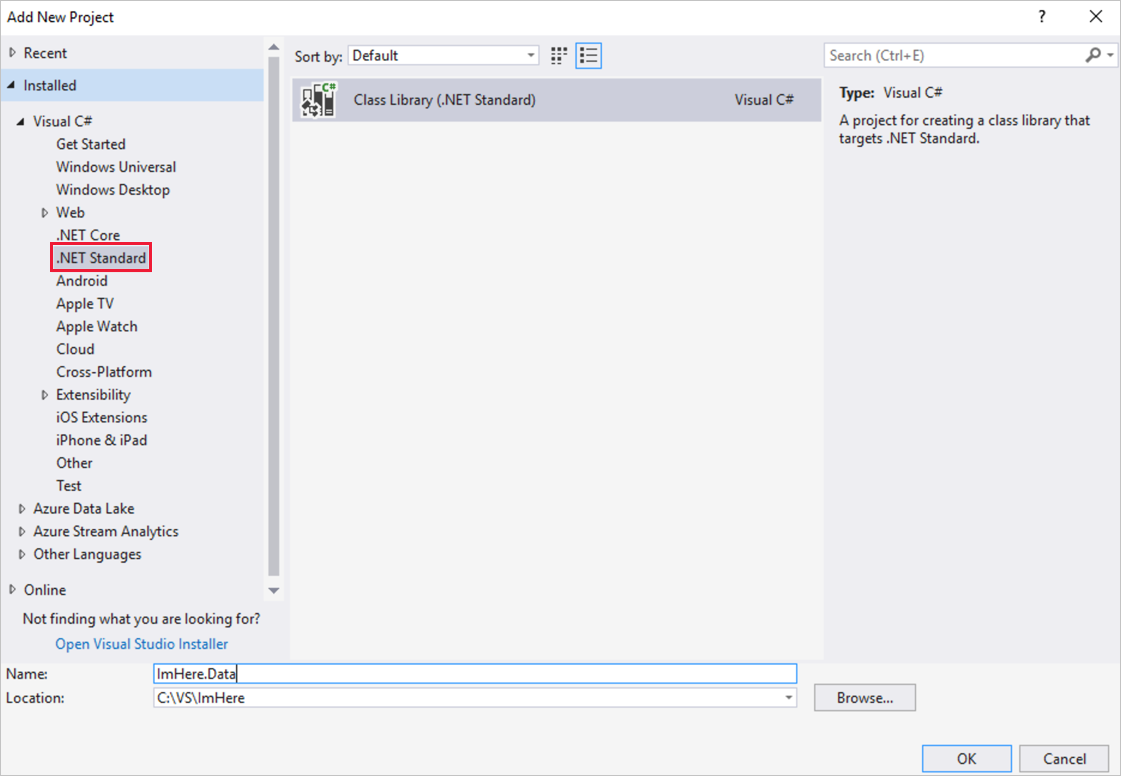 Add New Project
?
Recent
Installed
Visual C#
Get Started
Windows Universal
Windows Desktop
Web
.NET Core
.NET Standard
Android
Apple TV
Apple Watch
Cloud
Cross-Platform
Extensibility
iOS Extensions
iPhone & iPad
Other
Test
Azure Data Lake
Azure Stream Analytics
Other Languages
Online
Not finding what you are looking for?
Open Visual Studio Installer
Sort by: Default
C# Class Library (.NET Standard) Visual C#
Search (Ctrl+E)
Type: Visual C#
A project for creating a class library that
targets .NET Standard.
Name: ImHere.Data
Location: C:\VS\ImHere
Browse...
OK Cancel